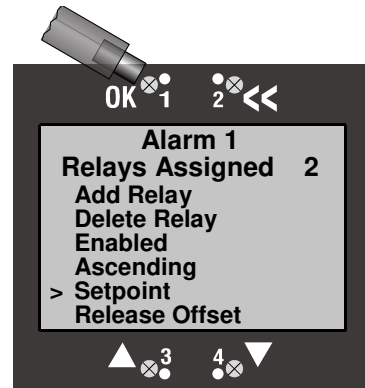 OK 1 2 <<
Alarm 1
Relays Assigned 2
Add Relay
Delete Relay
Enabled
Ascending
> Setpoint
Release Offset
3 4